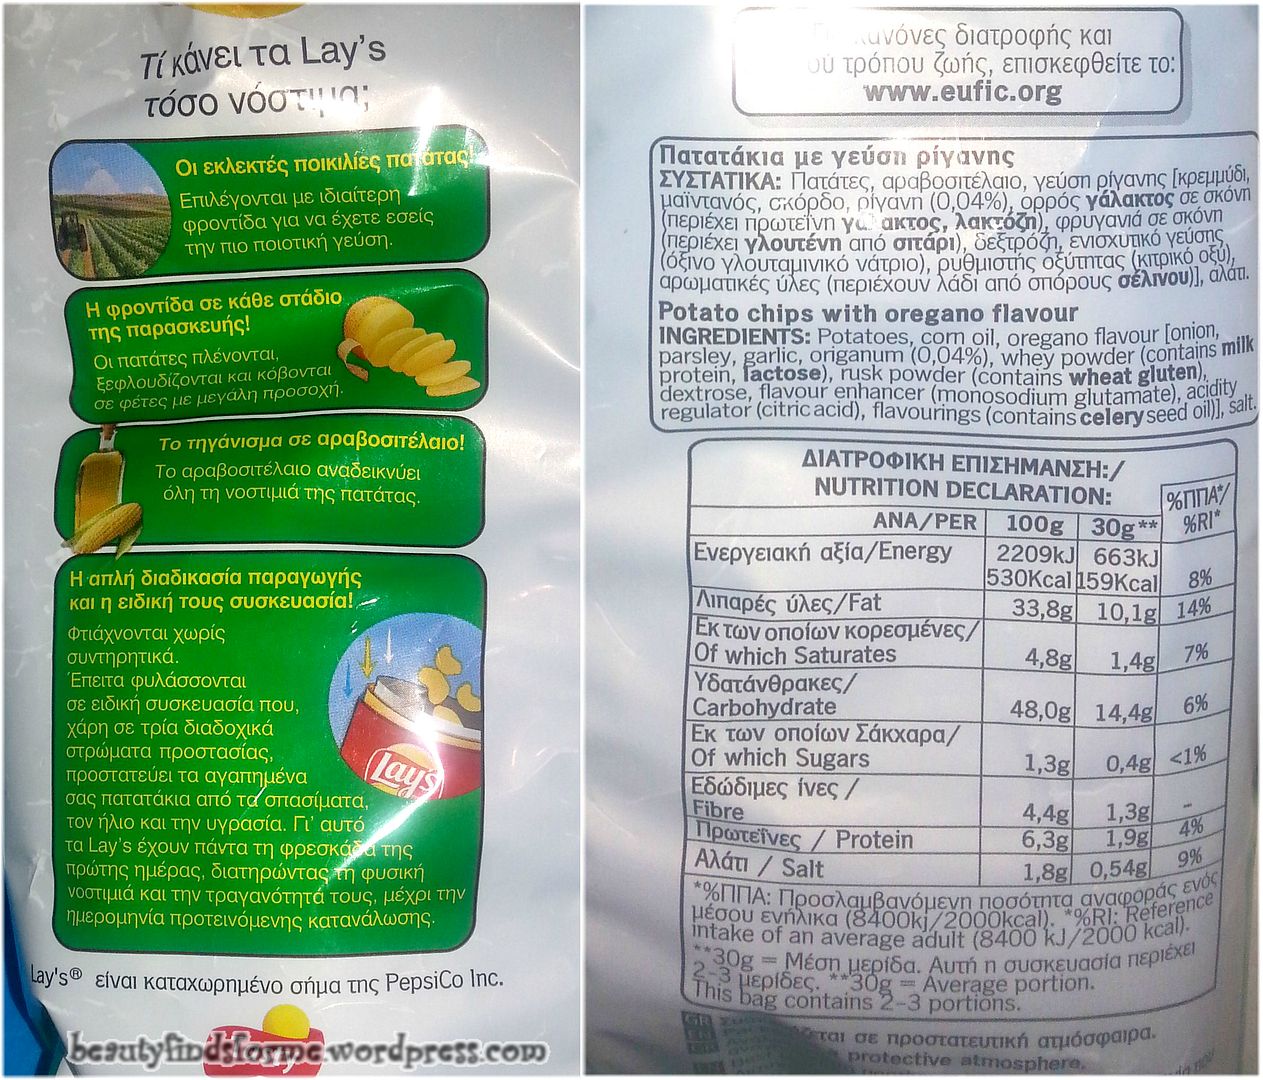 Τί κάνει τα Lay's
τόσο νόστιμα;
Οι εκλεκτές ποικιλίες πατάτας!
Επιλέγονται με ιδιαίτερη
φροντίδα για να έχετε εσείς
την πιο ποιοτική γεύση.
Η φροντίδα σε κάθε στάδιο
της παρασκευής!
Οι πατάτες πλένονται,
ξεφλουδίζονται και κόβονται
σε φέτες με μεγάλη προσοχή.
Το τηγάνισμα σε αραβοσιτέλαιο!
Το αραβοσιτέλαιο αναδεικνύει
όλη τη νοστιμιά της πατάτας.
Η απλή διαδικασία παραγωγής
και η ειδική τους συσκευασία!
Φτιάχνονται χωρίς
συντηρητικά.
Έπειτα φυλάσσονται
σε ειδική συσκευασία που,
χάρη σε τρία διαδοχικά
στρώματα προστασίας,
προστατεύει τα αγαπημένα
σας πατατάκια από τα σπασίματα,
τον ήλιο και την υγρασία. Γι' αυτό
τα Lay's έχουν πάντα τη φρεσκάδα της
πρώτης ημέρας, διατηρώντας τη φυσική
νοστιμιά και την τραγανότητά τους, μέχρι την
ημερομηνία προτεινόμενης κατανάλωσης.
Lay's
Lay's® είναι καταχωρημένο σήμα της PepsiCo Inc.
beautyfindsforme.wordpress.com
κανόνες διατροφής και
τρόπου ζωής, επισκεφθείτε το:
www.eufic.org
Πατατάκια με γεύση ρίγανης
ΣΥΣΤΑΤΙΚΑ: Πατάτες, αραβοσιτέλαιο, γεύση ρίγανης [κρεμμύδι,
μαϊντανός, σκόρδο, ρίγανη (0,04%), ορρός γάλακτος σε σκόνη
(περιέχει πρωτεΐνη γάλακτος, λακτόζη), φρυγανιά σε σκόνη
(περιέχει γλουτένη από σιτάρι), δεξτρόζη, ενισχυτικό γεύσης
(όξινο γλουταμινικό νάτριο), ρυθμιστής οξύτητας (κιτρικό οξύ),
αρωματικές ύλες (περιέχουν λάδι από σπόρους σέλινου)], αλάτι.
Potato chips with oregano flavour
INGREDIENTS: Potatoes, corn oil, oregano flavour [onion,
parsley, garlic, origanum (0,04%), whey powder (contains milk
protein, lactose), rusk powder (contains wheat gluten),
dextrose, flavour enhancer (monosodium glutamate), acidity
regulator (citric acid), flavourings (contains celery seed oil)], salt.
ΔΙΑΤΡΟΦΙΚΗ ΕΠΙΣΗΜΑΝΣΗ:/
NUTRITION DECLARATION:
ΑΝΑ/PER 100g 30g** %ΠΠΑ*/ %RI*
Ενεργειακή αξία/Energy 2209kJ 663kJ
530Kcal 159Kcal 8%
Λιπαρές ύλες/Fat 33,8g 10,1g 14%
Εκ των οποίων κορεσμένες/
Of which Saturates 4,8g 1,4g 7%
Υδατάνθρακες/
Carbohydrate 48,0g 14,4g 6%
Εκ των οποίων Σάκχαρα/
Of which Sugars 1,3g 0,4g <1%
Εδώδιμες ίνες /
Fibre 4,4g 1,3g -
Πρωτεΐνες / Protein 6,3g 1,9g 4%
Αλάτι / Salt 1,8g 0,54g 9%
*%ΠΠΑ: Προσλαμβανόμενη ποσότητα αναφοράς ενός
μέσου ενήλικα (8400kj/2000kcal). *%RI: Reference
intake of an average adult (8400 kJ/2000 kcal).
**30g = Μέση μερίδα. Αυτή η συσκευασία περιέχει
2-3 μερίδες. **30g = Average portion.
This bag contains 2-3 portions.
σε προστατευτική ατμόσφαιρα.
protective atmosphere.